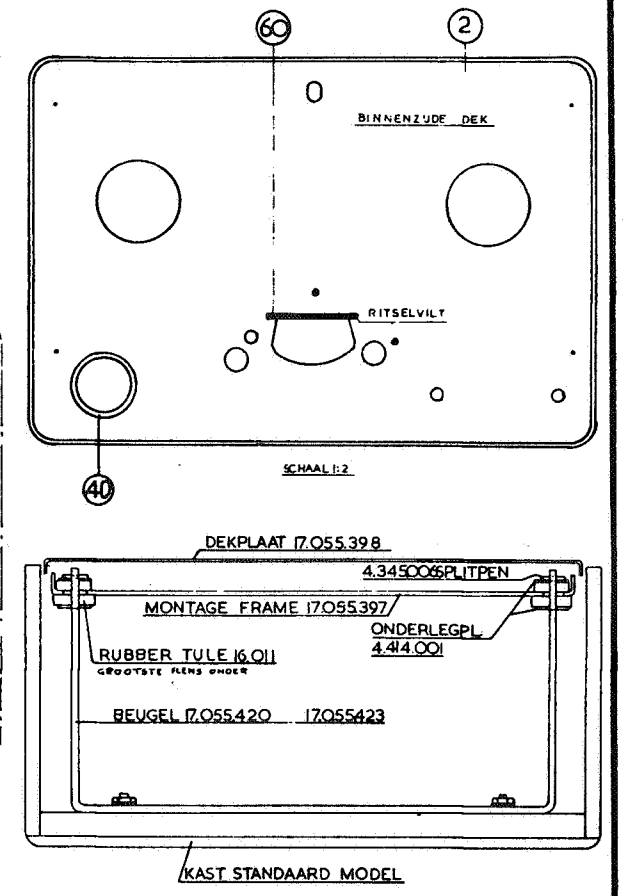 60
2
BINNENZIJDE DEK
RITSELVILT
40
SCHAAL 1:2
DEKPLAAT 17.055.398
4.345.006 SPLITPEN
MONTAGE FRAME 17.055.397
ONDERLEGPL.
4.414.001
RUBBER TULE 16.011
GROOTSTE FLENS ONDER
BEUGEL 17.055.420 17.055.423
KAST STANDAARD MODEL